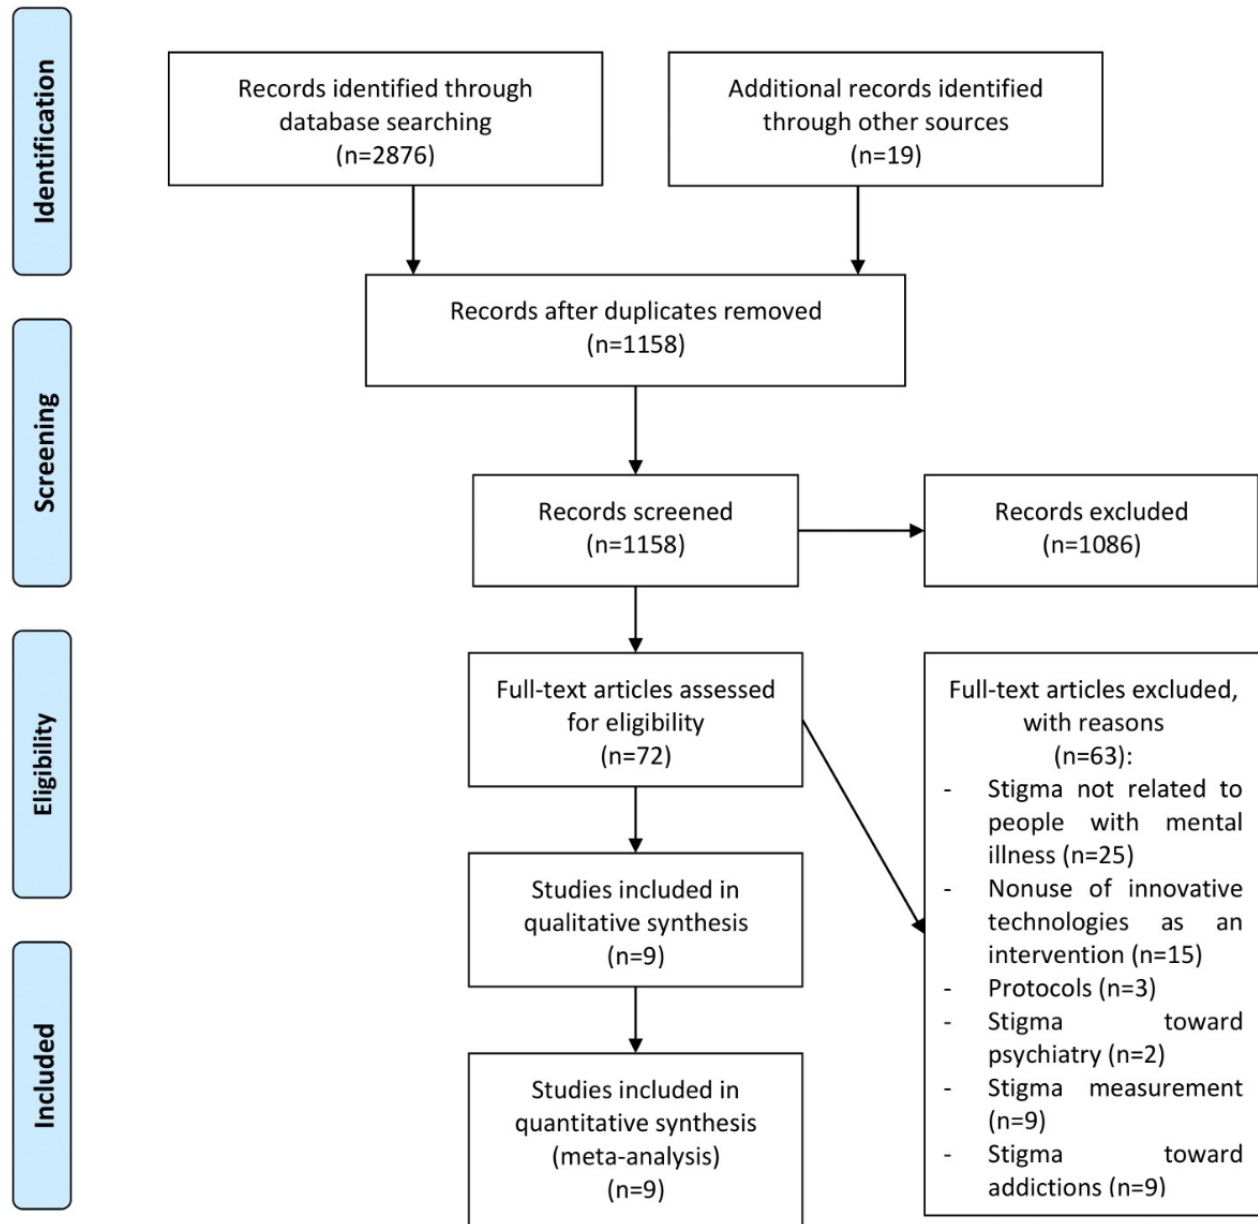 Identification
Records identified through
database searching
(n=2876)
Additional records identified
through other sources
(n=19)
Records after duplicates removed
(n=1158)
Screening
Records screened
(n=1158)
Records excluded
(n=1086)
Eligibility
Full-text articles assessed
for eligibility
(n=72)
Full-text articles excluded,
with reasons
(n=63):
- Stigma not related to
people with mental
illness (n=25)
- Nonuse of innovative
technologies as an
intervention (n=15)
- Protocols (n=3)
- Stigma toward
psychiatry (n=2)
- Stigma measurement
(n=9)
- Stigma toward
addictions (n=9)
Studies included in
qualitative synthesis
(n=9)
Included
Studies included in
quantitative synthesis
(meta-analysis)
(n=9)